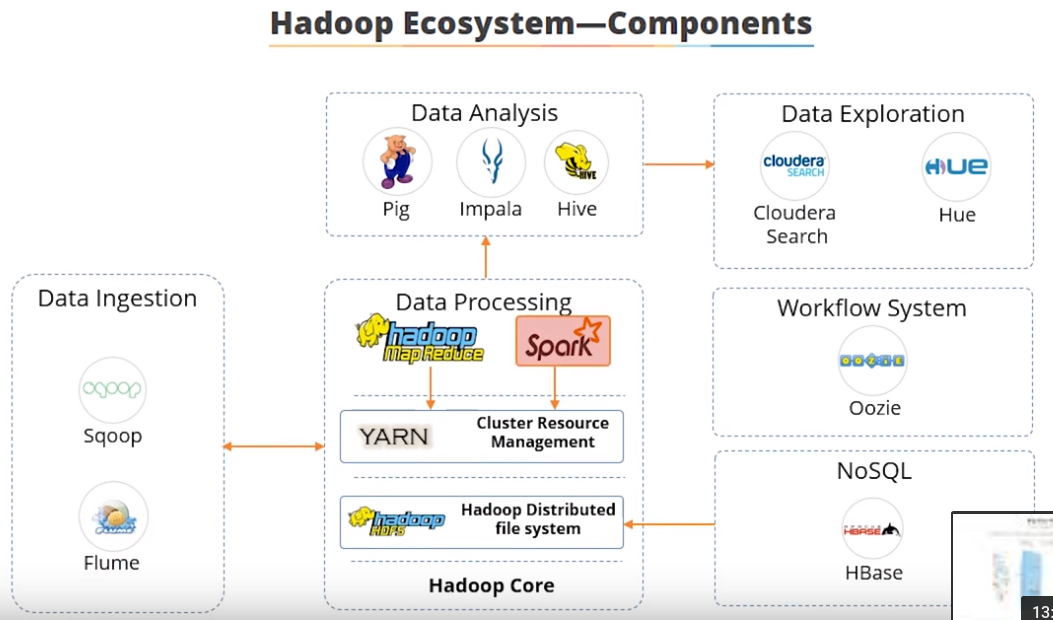 Hadoop Ecosystem—Components
Data Analysis
HIVE
Pig
Impala
Hive
Data Exploration
cloudera
SEARCH
HUE
Cloudera
Search
Hue
Data Ingestion
sqoop
Sqoop
FLUME
Flume
Data Processing
hadoop
MapReduce
Spark
YARN
Cluster Resource
Management
hadoop
HDFS
Hadoop Distributed
file system
Hadoop Core
Workflow System
OOZIE
Oozie
NoSQL
HBASE
HBase
13: